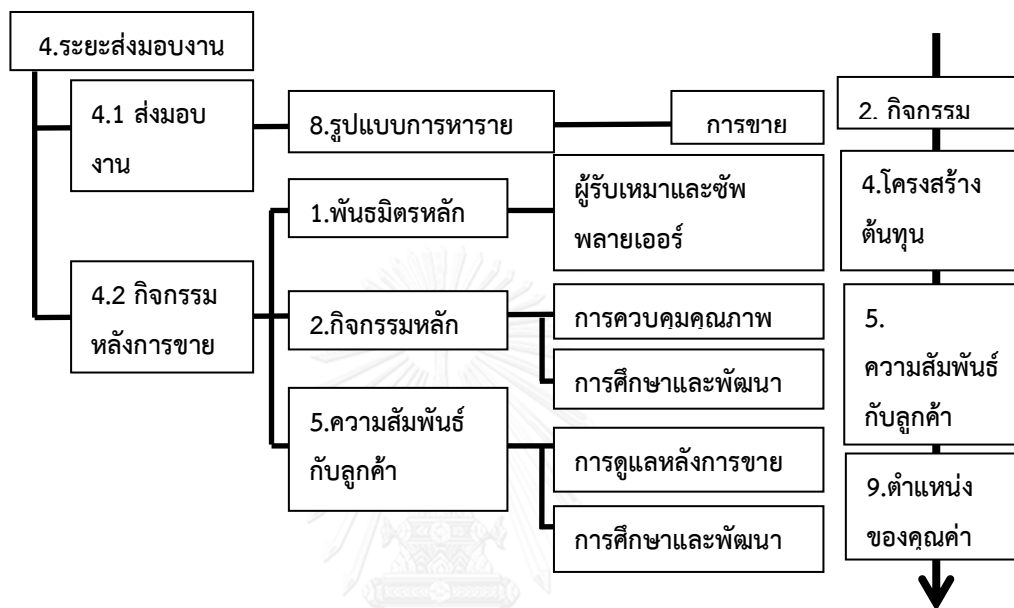 4.ระยะส่งมอบงาน
4.1 ส่งมอบ
งาน
8.รูปแบบการหาราย
การขาย
1.พันธมิตรหลัก
ผู้รับเหมาและซัพ
พลายเออร์
4.2 กิจกรรม
หลังการขาย
2.กิจกรรมหลัก
การควบคุมคุณภาพ
การศึกษาและพัฒนา
5.ความสัมพันธ์
กับลูกค้า
การดูแลหลังการขาย
การศึกษาและพัฒนา
2. กิจกรรม
4.โครงสร้าง
ต้นทุน
5.
ความสัมพันธ์
กับลูกค้า
9.ตำแหน่ง
ของคุณค่า